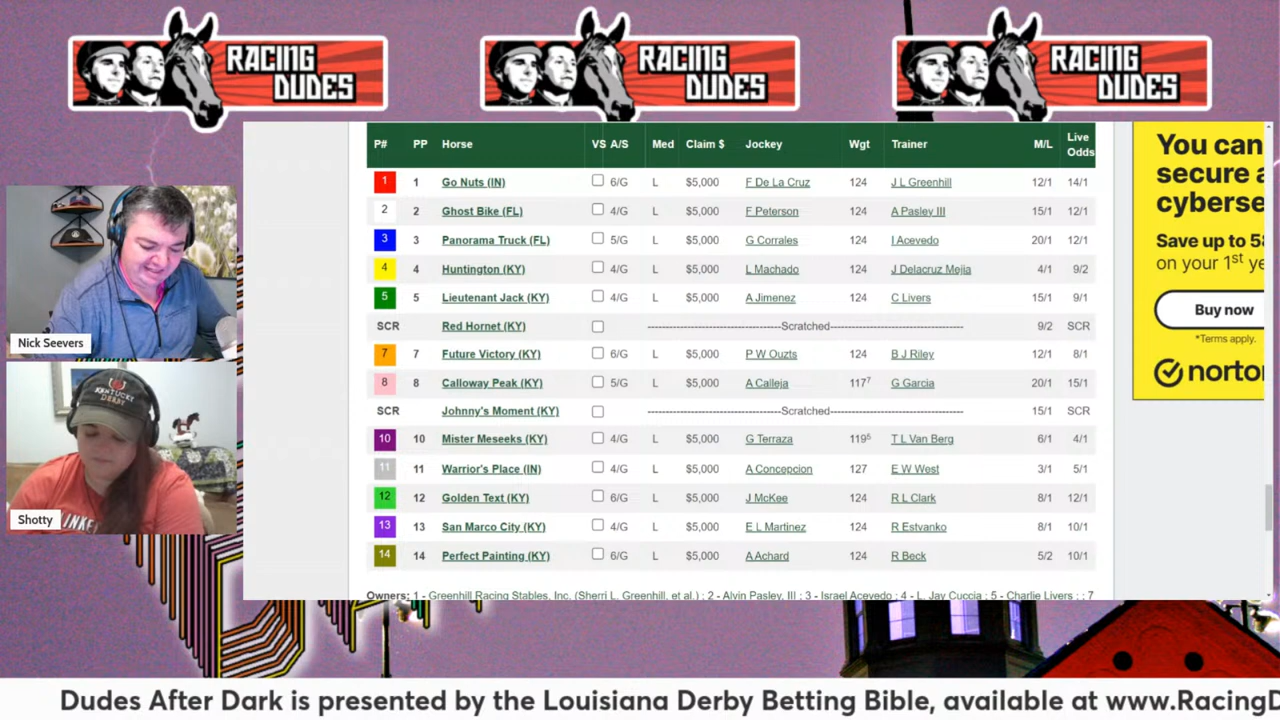 RACING
DUDES
RACING
DUDES
RACING
DUDES
P# PP Horse VS A/S Med Claim $ Jockey Wgt Trainer M/L Live Odds
1 1 Go Nuts (IN) 6/G L $5,000 F De La Cruz 124 J L Greenhill 12/1 14/1
2 2 Ghost Bike (FL) 4/G L $5,000 F Peterson 124 A Pasley III 15/1 12/1
3 3 Panorama Truck (FL) 5/G L $5,000 G Corrales 124 I Acevedo 20/1 12/1
4 4 Huntington (KY) 4/G L $5,000 L Machado 124 J Delacruz Mejia 4/1 9/2
5 5 Lieutenant Jack (KY) 4/G L $5,000 A Jimenez 124 C Livers 15/1 9/1
SCR Red Hornet (KY) Scratched 9/2 SCR
7 7 Future Victory (KY) 6/G L $5,000 P W Ouzts 124 B J Riley 12/1 8/1
8 8 Calloway Peak (KY) 5/G L $5,000 A Calleja 117⁷ G Garcia 20/1 15/1
SCR Johnny's Moment (KY) Scratched 15/1 SCR
10 10 Mister Meseeks (KY) 4/G L $5,000 G Terraza 119⁵ T L Van Berg 6/1 4/1
11 11 Warrior's Place (IN) 4/G L $5,000 A Concepcion 127 E W West 3/1 5/1
12 12 Golden Text (KY) 6/G L $5,000 J McKee 124 R L Clark 8/1 12/1
13 13 San Marco City (KY) 4/G L $5,000 E L Martinez 124 R Estvanko 8/1 10/1
14 14 Perfect Painting (KY) 6/G L $5,000 A Achard 124 R Beck 5/2 10/1
Owners: 1 - Greenhill Racing Stables, Inc. (Sherri L. Greenhill, et al.) ; 2 - Alvin Pasley, III ; 3 - Israel Acevedo ; 4 - L. Jay Cuccia ; 5 - Charlie Livers ; ; 7
You can
secure a
cyberse
Save up to 58
on your 1st ye
Buy now
*Terms apply.
norto
Nick Seevers
KENTUCKY
DERBY
Shotty
Dudes After Dark is presented by the Louisiana Derby Betting Bible, available at www.RacingD